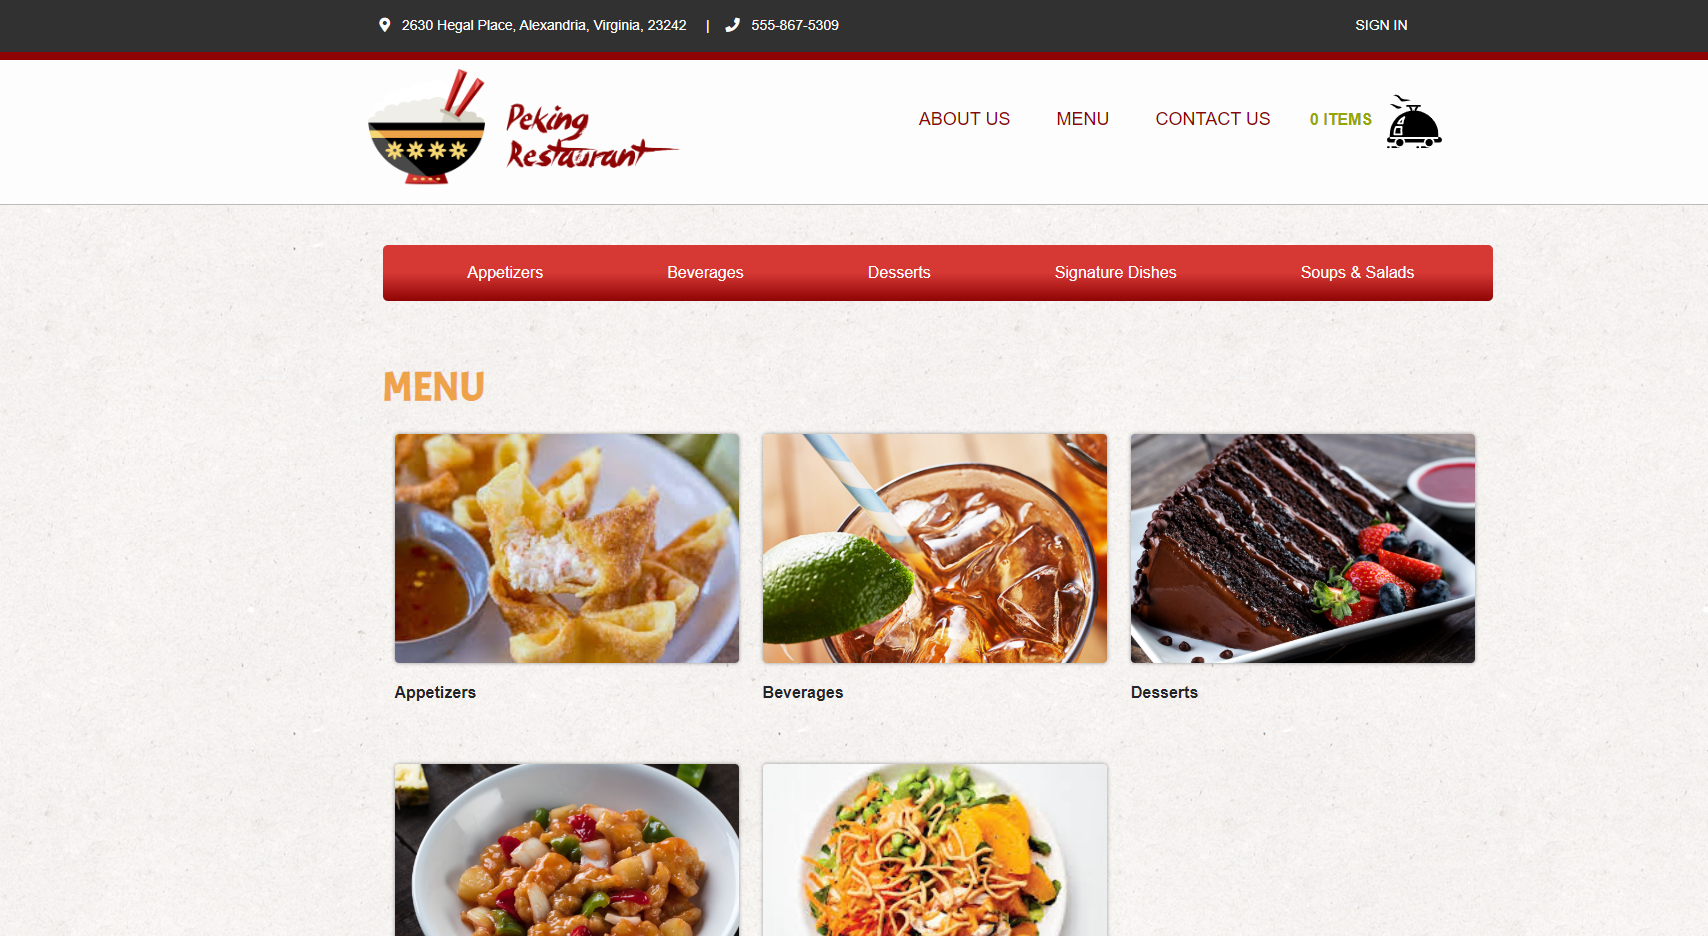 2630 Hegal Place, Alexandria, Virginia, 23242 | 555-867-5309 SIGN IN
Peking
Restaurant
ABOUT US MENU CONTACT US 0 ITEMS
Appetizers Beverages Desserts Signature Dishes Soups & Salads
MENU
Appetizers Beverages Desserts